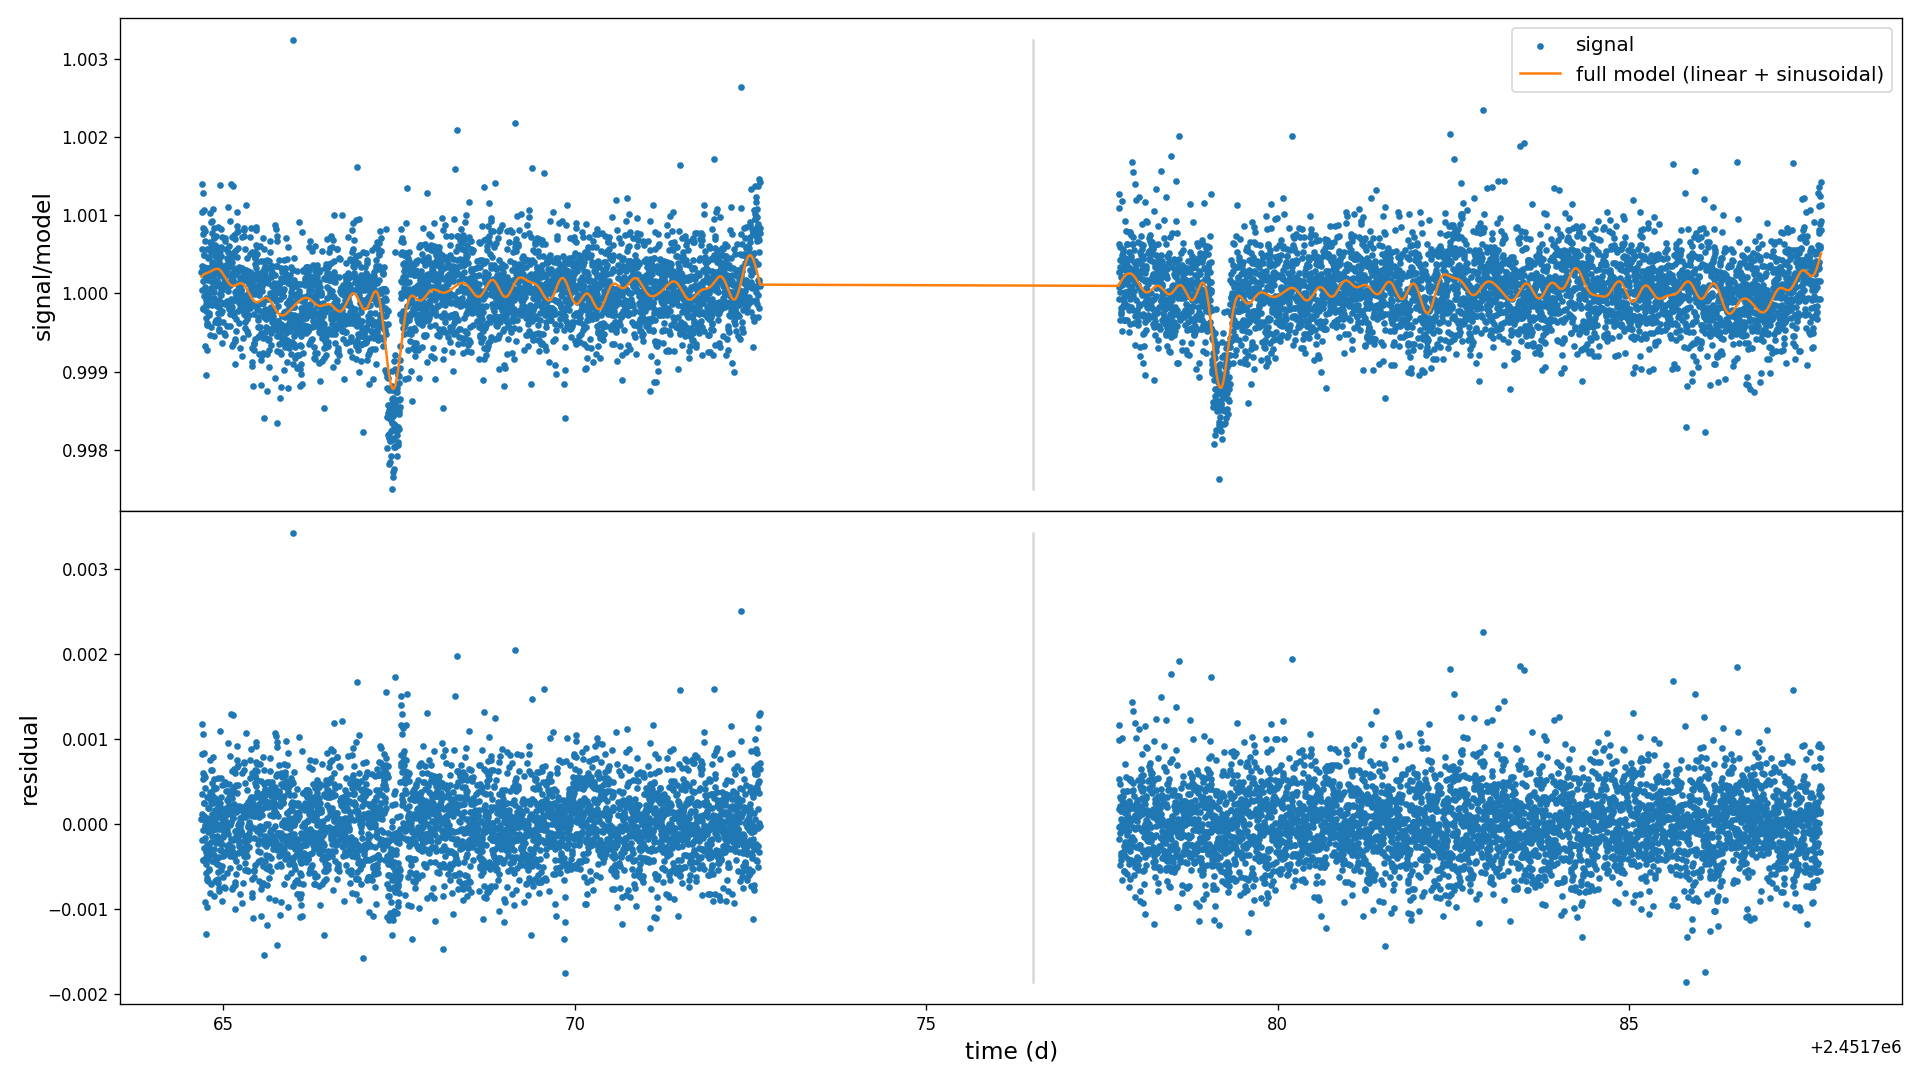 signal/model
1.003
1.002
1.001
1.000
0.999
0.998
signal
full model (linear + sinusoidal)
residual
0.003
0.002
0.001
0.000
−0.001
−0.002
65
70
75
80
85
time (d)
+2.4517e6